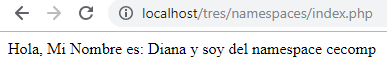 localhost/tres/namespaces/index.php
Hola, Mi Nombre es: Diana y soy del namespace cecomp